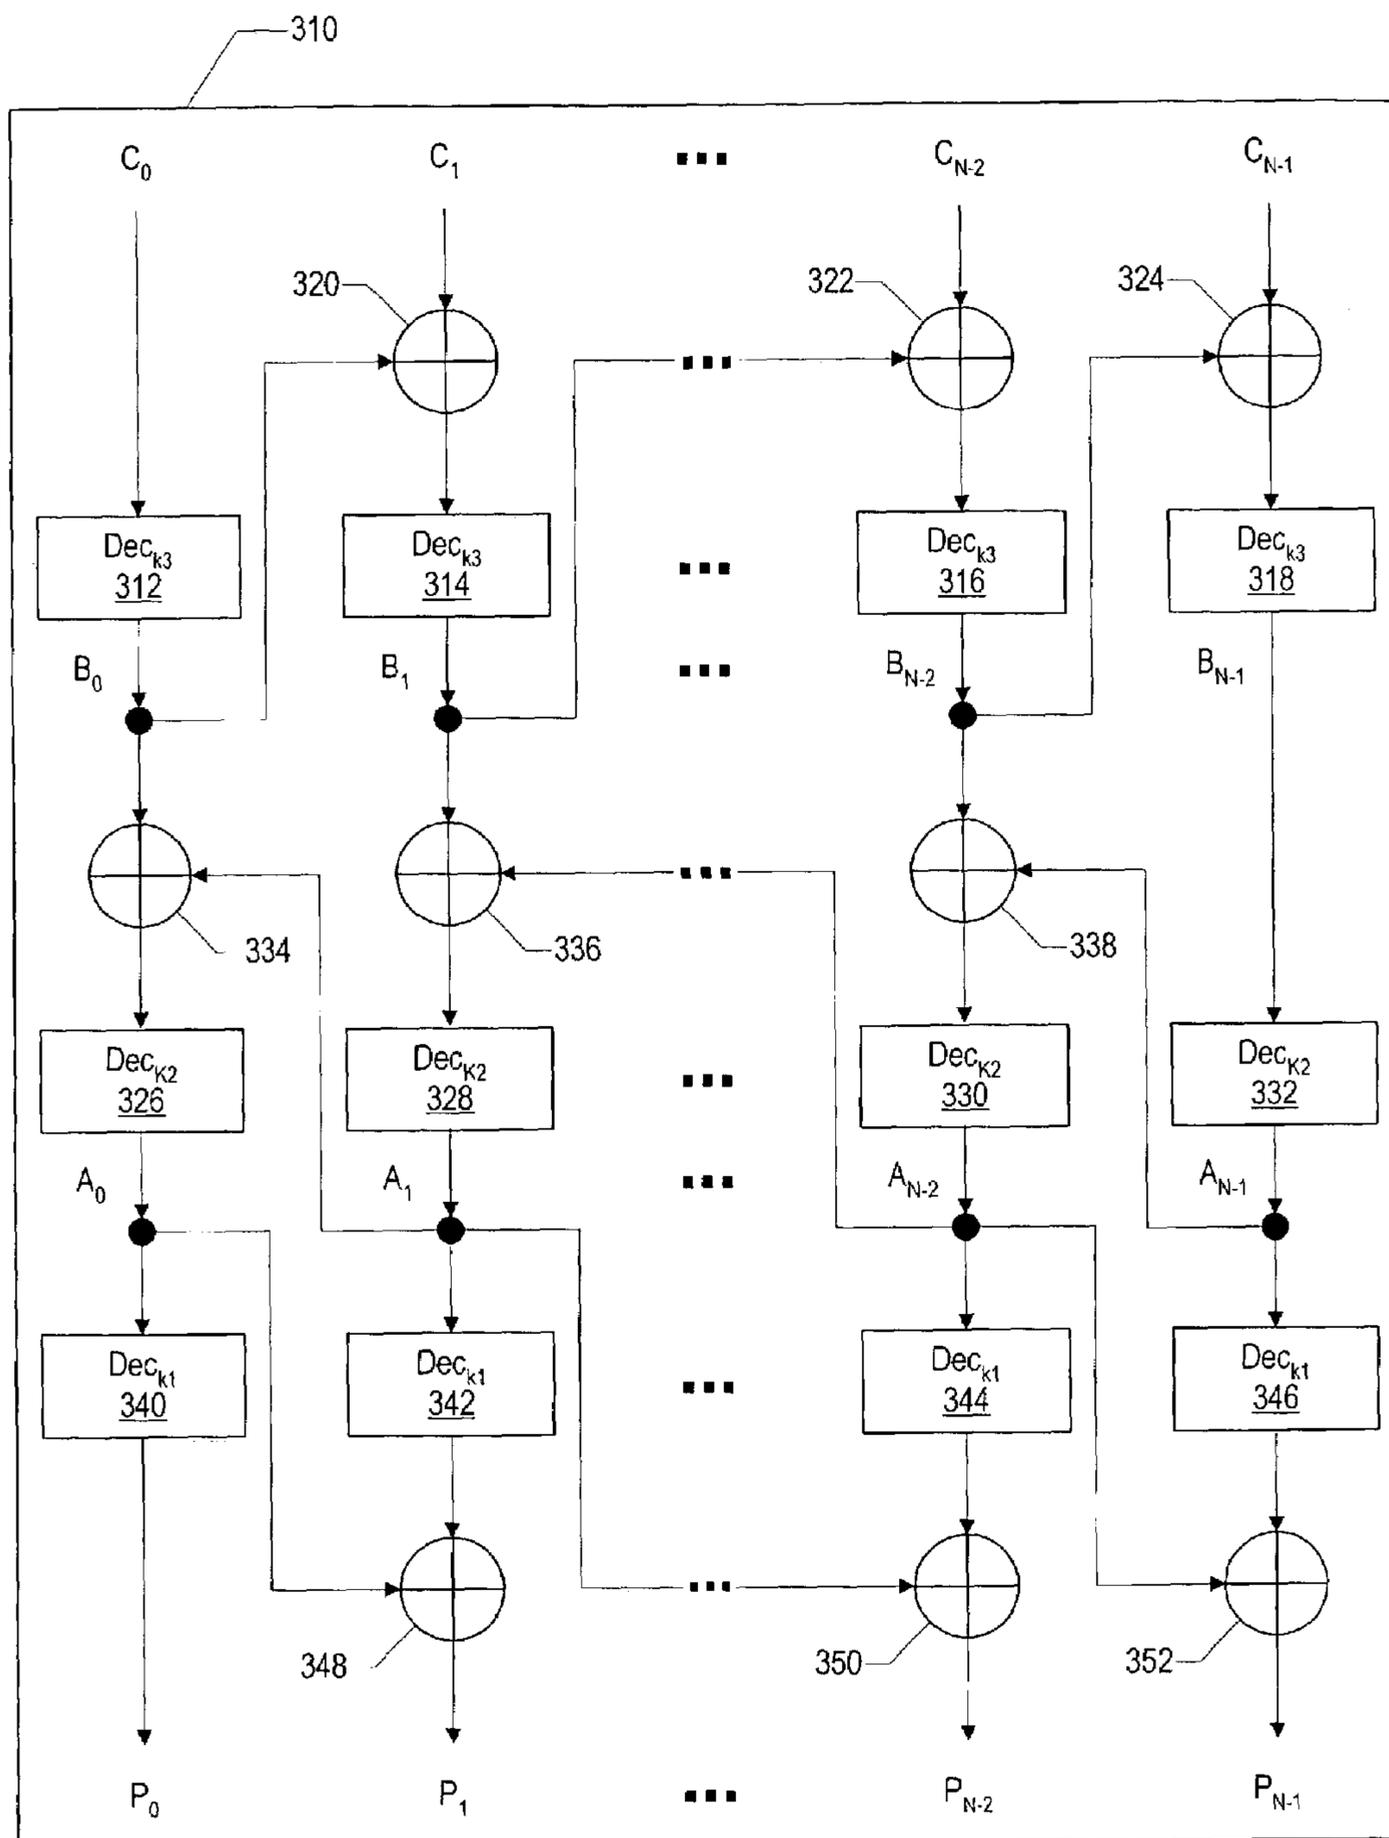 310
C0 C1 ... CN-2 CN-1
320 322 324
...
Deck3 Deck3 Deck3 Deck3
312 314 ... 316 318
B0 B1 ... BN-2 BN-1
...
334 336 338
DecK2 DecK2 DecK2 DecK2
326 328 ... 330 332
A0 A1 ... AN-2 AN-1
Deck1 Deck1 Deck1 Deck1
340 342 ... 344 346
...
348 350 352
P0 P1 ... PN-2 PN-1